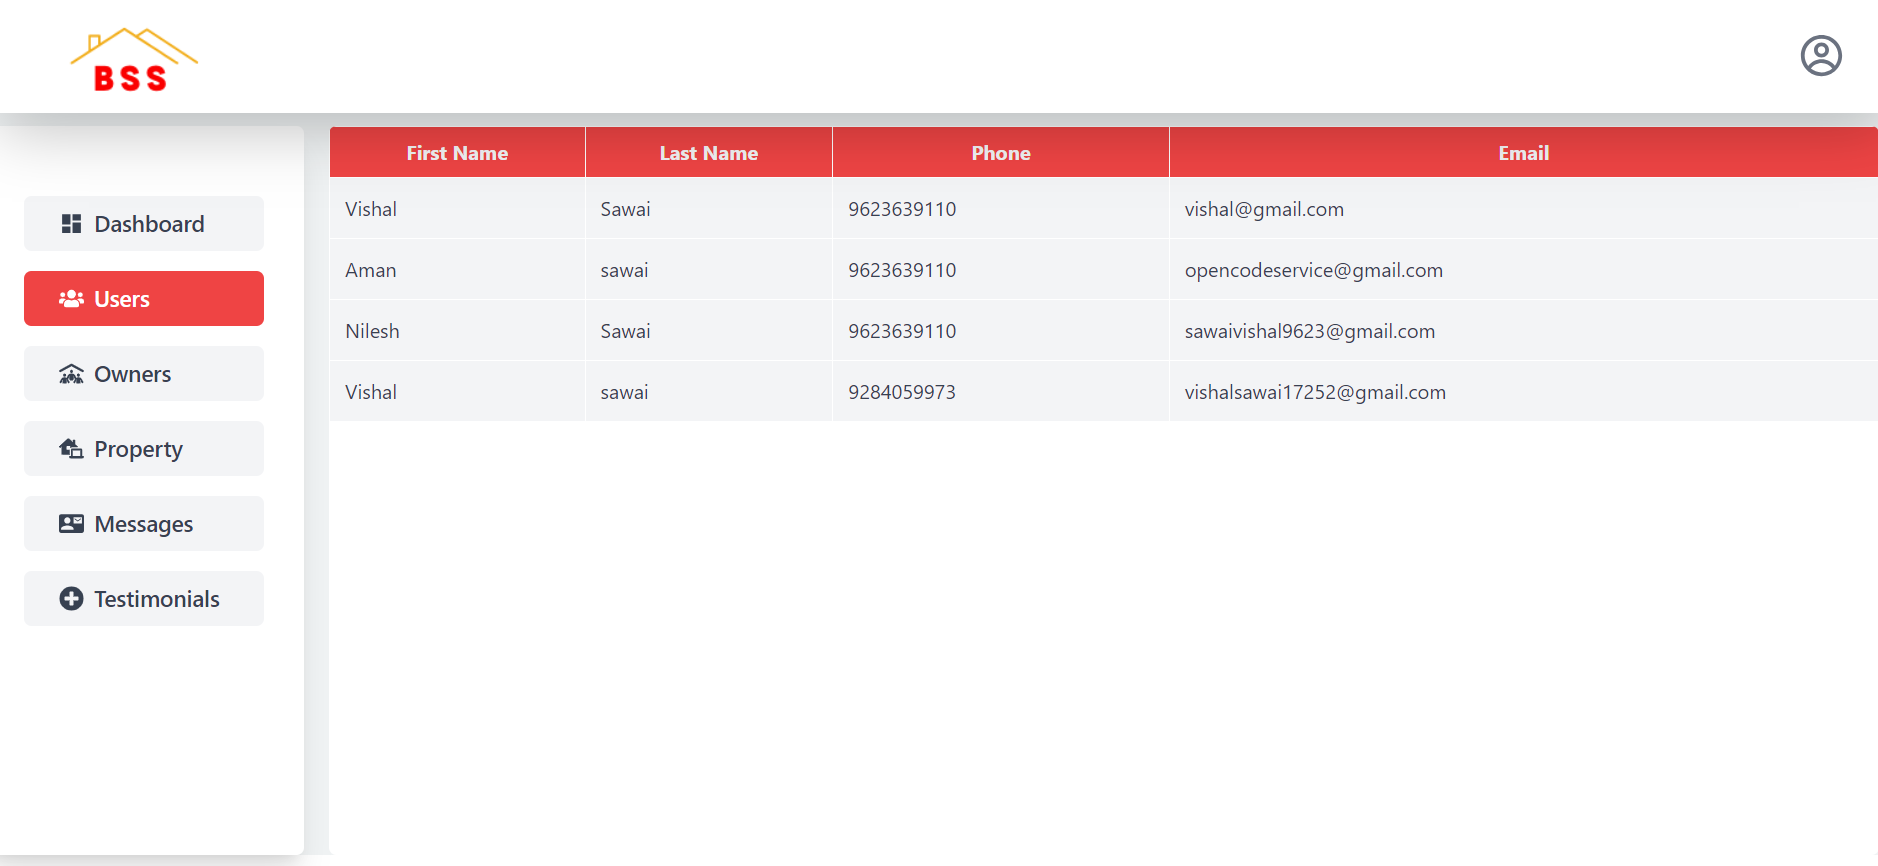 BSS
First Name Last Name Phone Email
Vishal Sawai 9623639110 vishal@gmail.com
Aman sawai 9623639110 opencodeservice@gmail.com
Nilesh Sawai 9623639110 sawaivishal9623@gmail.com
Vishal sawai 9284059973 vishalsawai17252@gmail.com
Dashboard
Users
Owners
Property
Messages
Testimonials